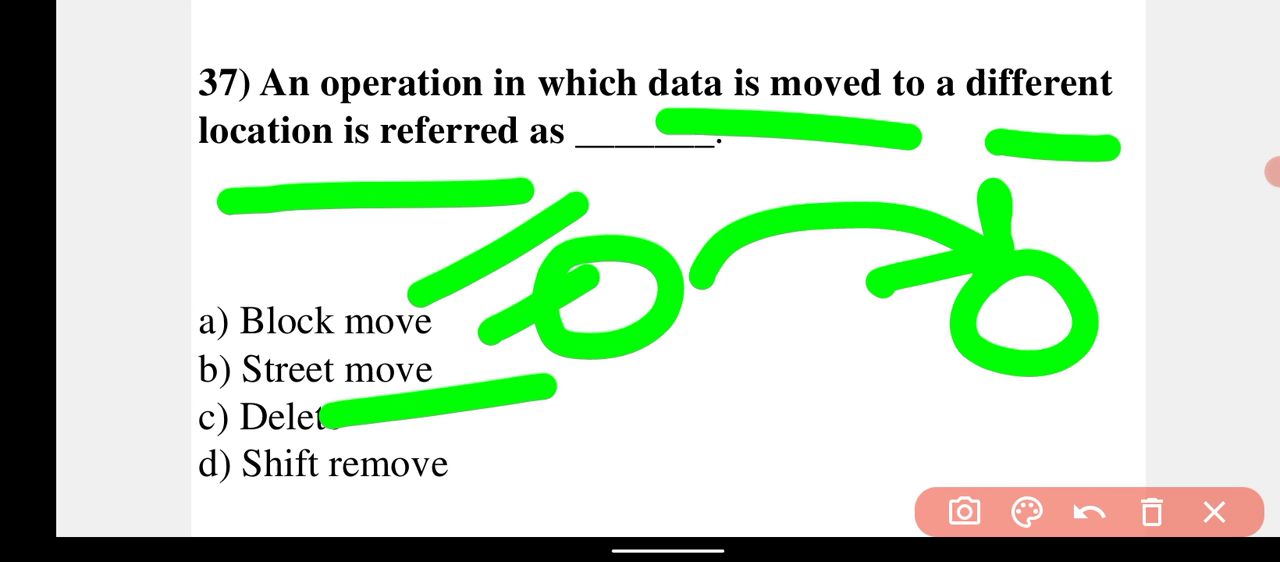 37) An operation in which data is moved to a different
location is referred as _______.
a) Block move
b) Street move
c) Delet
d) Shift remove